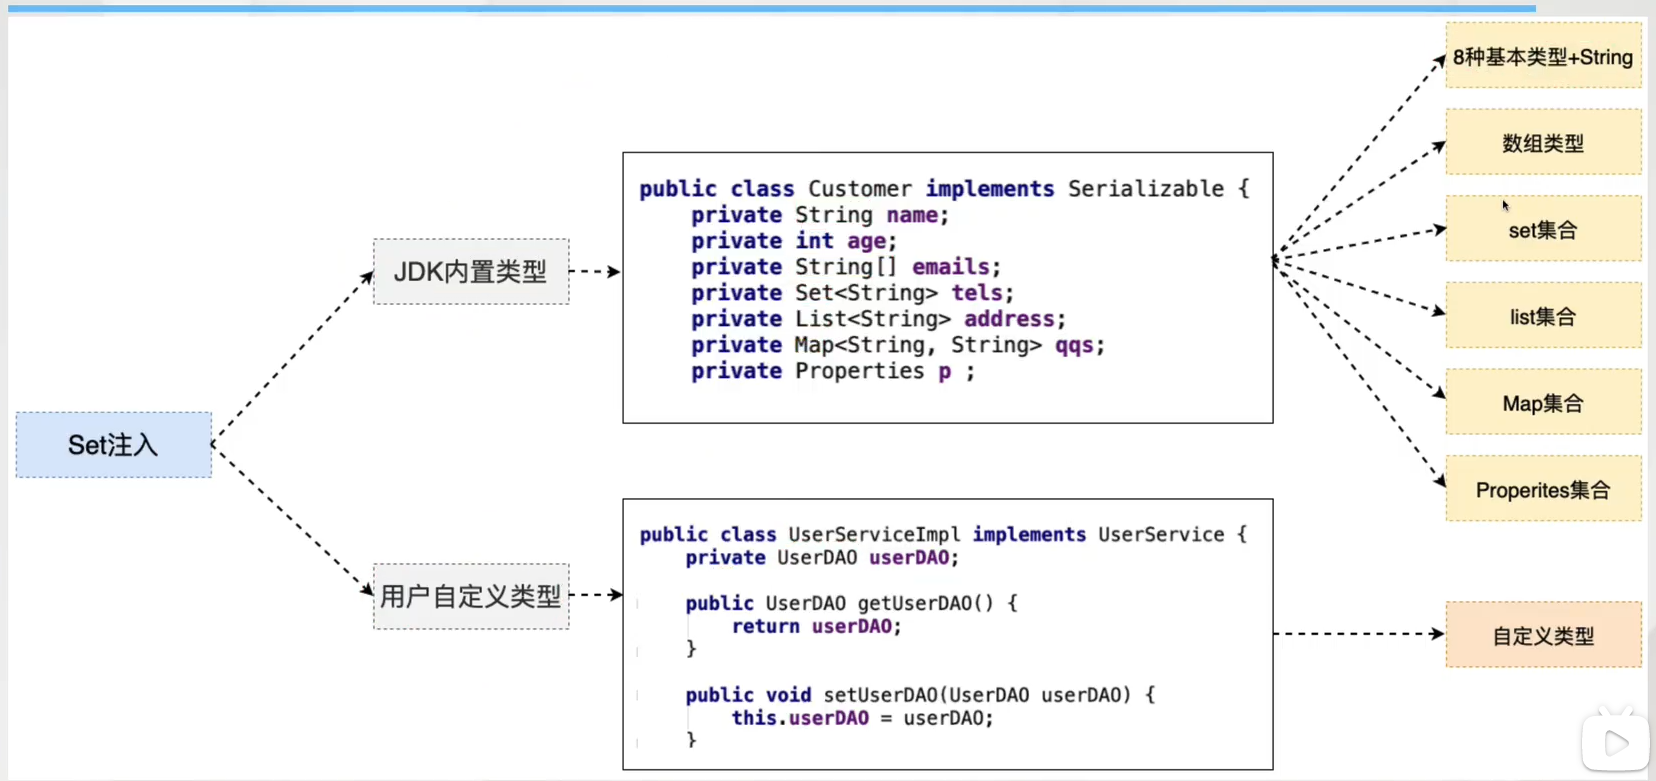 Set注入
JDK内置类型
用户自定义类型
public class Customer implements Serializable {
private String name;
private int age;
private String[] emails;
private Set<String> tels;
private List<String> address;
private Map<String, String> qqs;
private Properties p ;
public class UserServiceImpl implements UserService {
private UserDAO userDAO;
public UserDAO getUserDAO() {
return userDAO;
}
public void setUserDAO(UserDAO userDAO) {
this.userDAO = userDAO;
}
8种基本类型+String
数组类型
set集合
list集合
Map集合
Properites集合
自定义类型